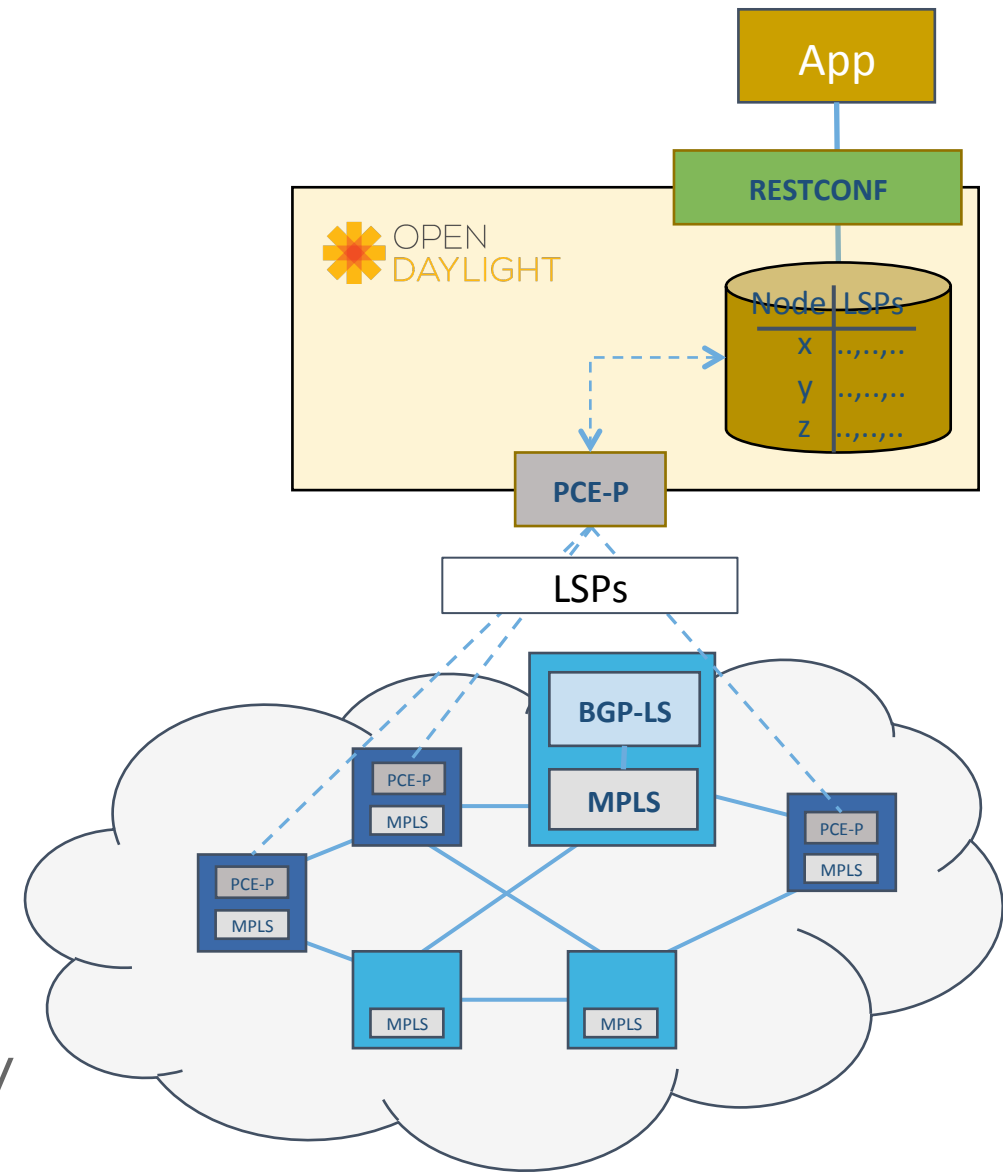 App
RESTCONF
OPEN
DAYLIGHT
Node LSPs
x ..,..,..
y ..,..,..
z ..,..,..
PCE-P
LSPs
BGP-LS
MPLS
PCE-P
MPLS
PCE-P
MPLS
PCE-P
MPLS
MPLS
MPLS